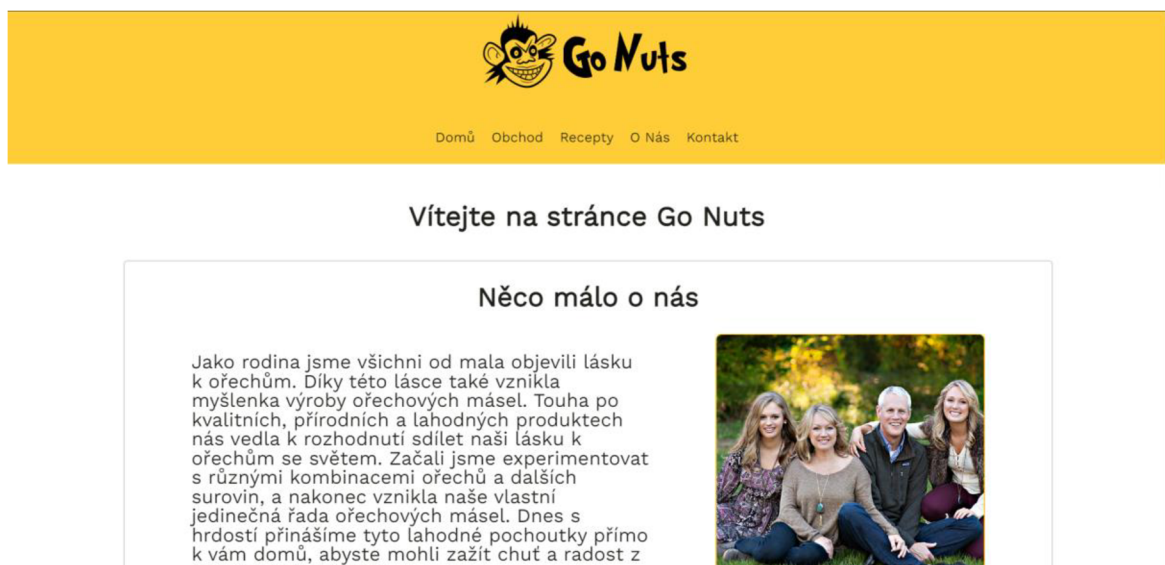 Go Nuts
Domů Obchod Recepty O Nás Kontakt
Vítejte na stránce Go Nuts
Něco málo o nás
Jako rodina jsme všichni od mala objevili lásku
k ořechům. Díky této lásce také vznikla
myšlenka výroby ořechových másel. Touha po
kvalitních, přírodních a lahodných produktech
nás vedla k rozhodnutí sdílet naši lásku k
ořechům se světem. Začali jsme experimentovat
s různými kombinacemi ořechů a dalších
surovin, a nakonec vznikla naše vlastní
jedinečná řada ořechových másel. Dnes s
hrdostí přinášíme tyto lahodné pochoutky přímo
k vám domů, abyste mohli zažít chuť a radost z